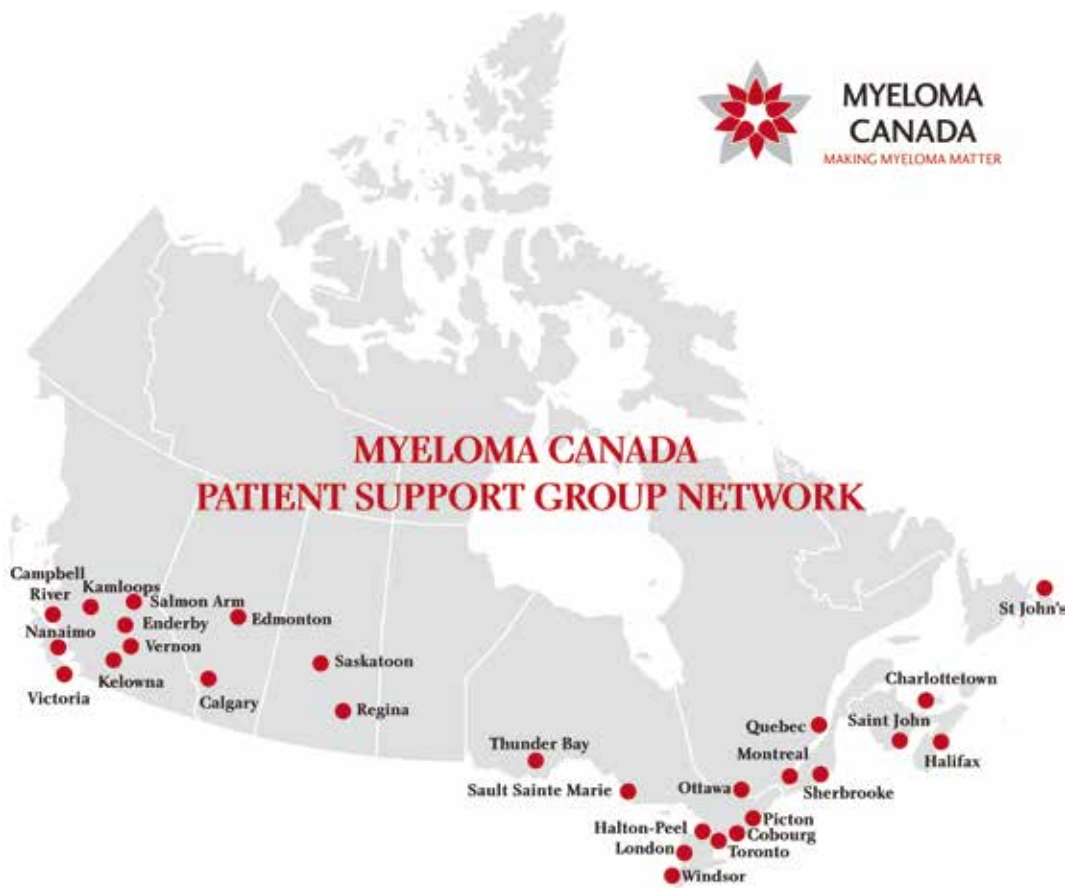 MYELOMA
CANADA
MAKING MYELOMA MATTER
MYELOMA CANADA
PATIENT SUPPORT GROUP NETWORK
Campbell
River
Kamloops
Salmon Arm
Enderby
Edmonton
Nanaimo
Vernon
Victoria
Kelowna
Calgary
Saskatoon
Regina
St John's
Charlottetown
Saint John
Halifax
Quebec
Montreal
Sherbrooke
Thunder Bay
Sault Sainte Marie
Ottawa
Picton
Halton-Peel
Cobourg
London
Toronto
Windsor